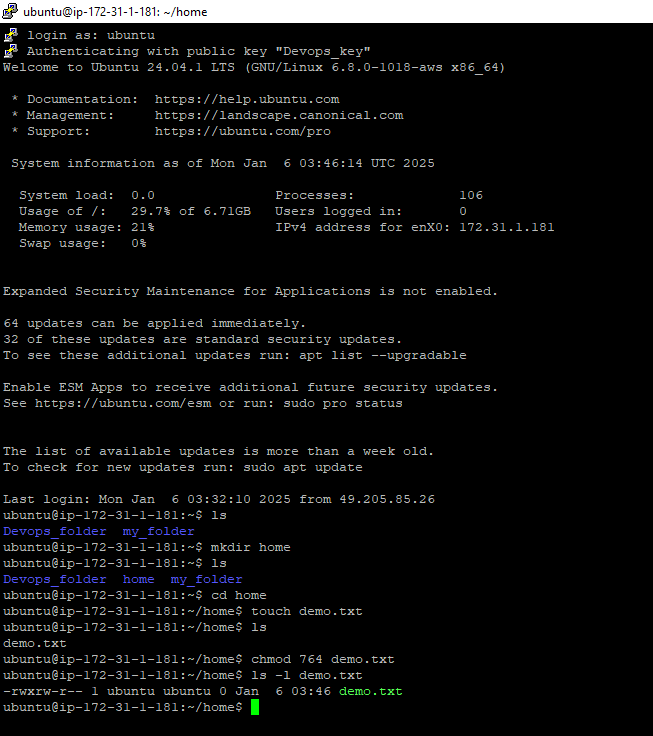 ubuntu@ip-172-31-1-181: ~/home
login as: ubuntu
Authenticating with public key "Devops_key"
Welcome to Ubuntu 24.04.1 LTS (GNU/Linux 6.8.0-1018-aws x86_64)
* Documentation:  https://help.ubuntu.com
* Management:     https://landscape.canonical.com
* Support:        https://ubuntu.com/pro
System information as of Mon Jan  6 03:46:14 UTC 2025
System load:  0.0               Processes:             106
Usage of /:   29.7% of 6.71GB   Users logged in:       0
Memory usage: 21%               IPv4 address for enX0: 172.31.1.181
Swap usage:   0%
Expanded Security Maintenance for Applications is not enabled.
64 updates can be applied immediately.
32 of these updates are standard security updates.
To see these additional updates run: apt list --upgradable
Enable ESM Apps to receive additional future security updates.
See https://ubuntu.com/esm or run: sudo pro status
The list of available updates is more than a week old.
To check for new updates run: sudo apt update
Last login: Mon Jan  6 03:32:10 2025 from 49.205.85.26
ubuntu@ip-172-31-1-181:~$ ls
Devops_folder  my_folder
ubuntu@ip-172-31-1-181:~$ mkdir home
ubuntu@ip-172-31-1-181:~$ ls
Devops_folder  home  my_folder
ubuntu@ip-172-31-1-181:~$ cd home
ubuntu@ip-172-31-1-181:~/home$ touch demo.txt
ubuntu@ip-172-31-1-181:~/home$ ls
demo.txt
ubuntu@ip-172-31-1-181:~/home$ chmod 764 demo.txt
ubuntu@ip-172-31-1-181:~/home$ ls -l demo.txt
-rwxrw-r-- 1 ubuntu ubuntu 0 Jan  6 03:46 demo.txt
ubuntu@ip-172-31-1-181:~/home$